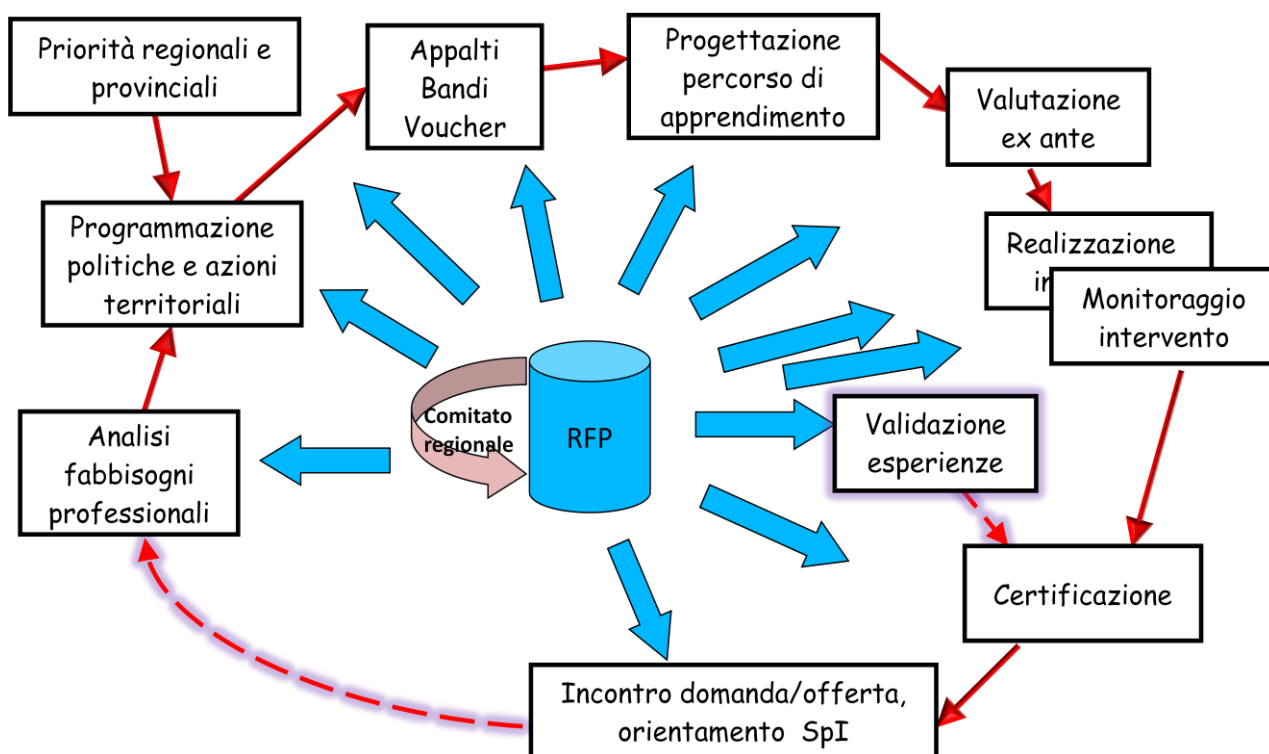 Priorità regionali e
provinciali
Appalti
Bandi
Voucher
Progettazione
percorso di
apprendimento
Valutazione
ex ante
Programmazione
politiche e azioni
territoriali
Realizzazione
in
Monitoraggio
intervento
Comitato
regionale
RFP
Validazione
esperienze
Analisi
fabbisogni
professionali
Certificazione
Incontro domanda/offerta,
orientamento SpI